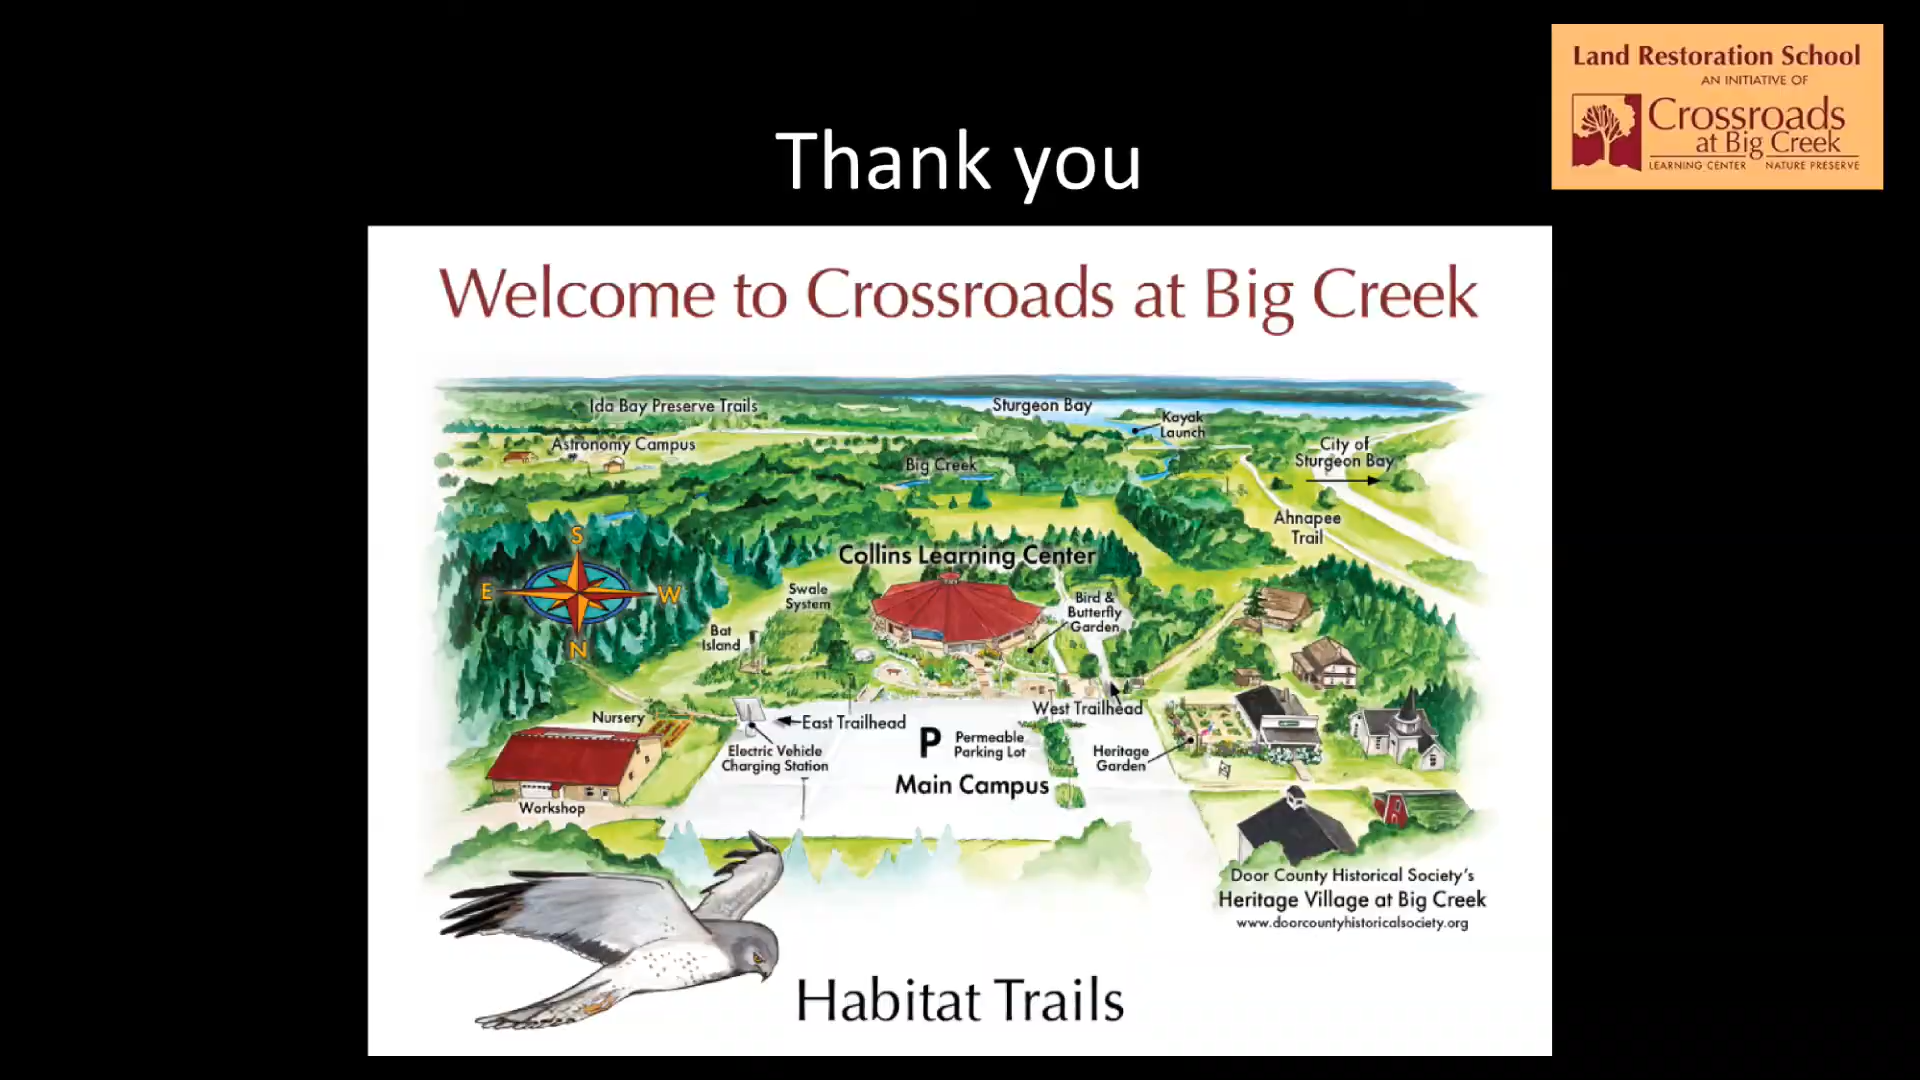 Land Restoration School
AN INITIATIVE OF
Crossroads
at Big Creek
LEARNING CENTER NATURE PRESERVE
Thank you
Welcome to Crossroads at Big Creek
Ida Bay Preserve Trails
Sturgeon Bay
Kayak
Launch
Astronomy Campus
City of
Sturgeon Bay
Big Creek
Ahnapee
Trail
S
E
W
N
Collins Learning Center
Swale
System
Bird &
Butterfly
Garden
Bat
Island
Nursery
East Trailhead
West Trailhead
Electric Vehicle
Charging Station
P
Permeable
Parking Lot
Heritage
Garden
Main Campus
Workshop
Door County Historical Society's
Heritage Village at Big Creek
www.doorcountyhistoricalsociety.org
Habitat Trails